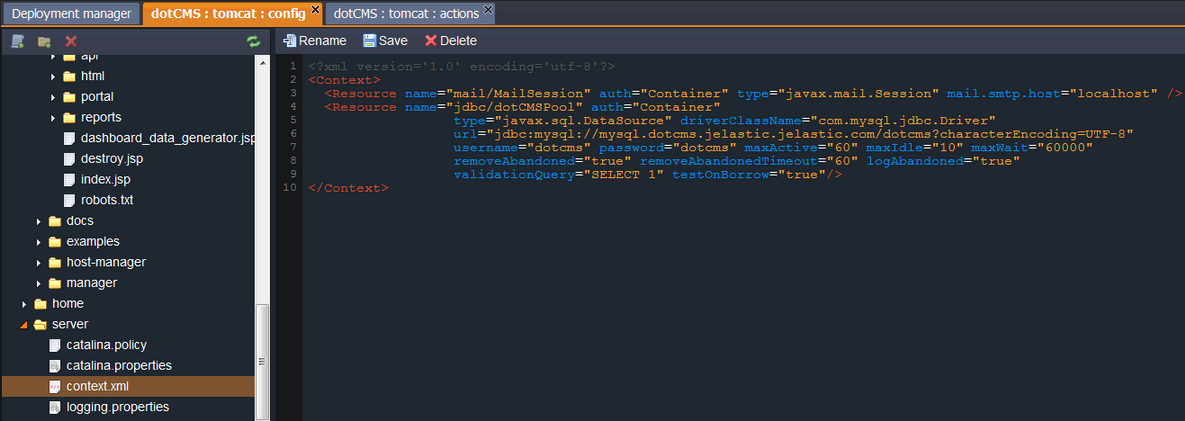 Deployment manager
dotCMS : tomcat : config
dotCMS : tomcat : actions
Rename
Save
Delete
api
html
portal
reports
dashboard_data_generator.jsp
destroy.jsp
index.jsp
robots.txt
docs
examples
host-manager
manager
home
server
catalina.policy
catalina.properties
context.xml
logging.properties
1 <?xml version='1.0' encoding='utf-8'?>
2 <Context>
3 <Resource name="mail/MailSession" auth="Container" type="javax.mail.Session" mail.smtp.host="localhost" />
4 <Resource name="jdbc/dotCMSPool" auth="Container"
5 type="javax.sql.DataSource" driverClassName="com.mysql.jdbc.Driver"
6 url="jdbc:mysql://mysql.dotcms.jelastic.jelastic.com/dotcms?characterEncoding=UTF-8"
7 username="dotcms" password="dotcms" maxActive="60" maxIdle="10" maxWait="60000"
8 removeAbandoned="true" removeAbandonedTimeout="60" logAbandoned="true"
9 validationQuery="SELECT 1" testOnBorrow="true"/>
10 </Context>